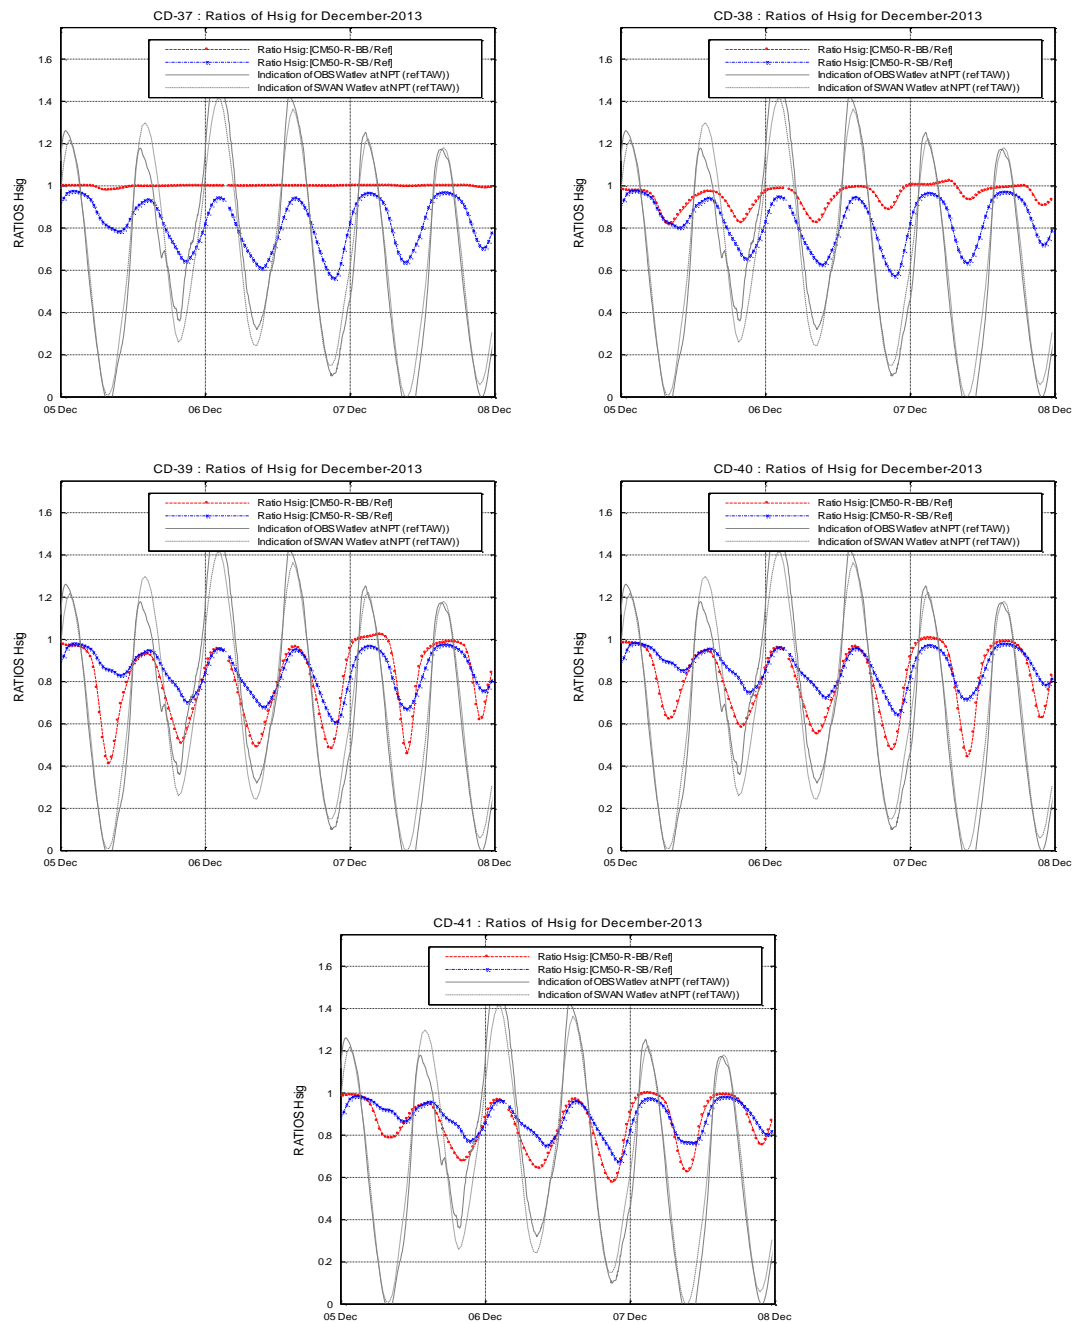 CD-37 : Ratios of Hsig for December-2013
Ratio Hsig: [CM50-R-BB/Ref]
Ratio Hsig: [CM50-R-SB/Ref]
Indication of OBS Watlev at NPT (ref TAW))
Indication of SWAN Watlev at NPT (ref TAW))
RATIOS Hsig
1.6
1.4
1.2
1
0.8
0.6
0.4
0.2
0
05 Dec 06 Dec 07 Dec 08 Dec
CD-38 : Ratios of Hsig for December-2013
Ratio Hsig: [CM50-R-BB/Ref]
Ratio Hsig: [CM50-R-SB/Ref]
Indication of OBS Watlev at NPT (ref TAW))
Indication of SWAN Watlev at NPT (ref TAW))
RATIOS Hsig
1.6
1.4
1.2
1
0.8
0.6
0.4
0.2
0
05 Dec 06 Dec 07 Dec 08 Dec
CD-39 : Ratios of Hsig for December-2013
Ratio Hsig: [CM50-R-BB/Ref]
Ratio Hsig: [CM50-R-SB/Ref]
Indication of OBS Watlev at NPT (ref TAW))
Indication of SWAN Watlev at NPT (ref TAW))
RATIOS Hsig
1.6
1.4
1.2
1
0.8
0.6
0.4
0.2
0
05 Dec 06 Dec 07 Dec 08 Dec
CD-40 : Ratios of Hsig for December-2013
Ratio Hsig: [CM50-R-BB/Ref]
Ratio Hsig: [CM50-R-SB/Ref]
Indication of OBS Watlev at NPT (ref TAW))
Indication of SWAN Watlev at NPT (ref TAW))
RATIOS Hsig
1.6
1.4
1.2
1
0.8
0.6
0.4
0.2
0
05 Dec 06 Dec 07 Dec 08 Dec
CD-41 : Ratios of Hsig for December-2013
Ratio Hsig: [CM50-R-BB/Ref]
Ratio Hsig: [CM50-R-SB/Ref]
Indication of OBS Watlev at NPT (ref TAW))
Indication of SWAN Watlev at NPT (ref TAW))
RATIOS Hsig
1.6
1.4
1.2
1
0.8
0.6
0.4
0.2
0
05 Dec 06 Dec 07 Dec 08 Dec